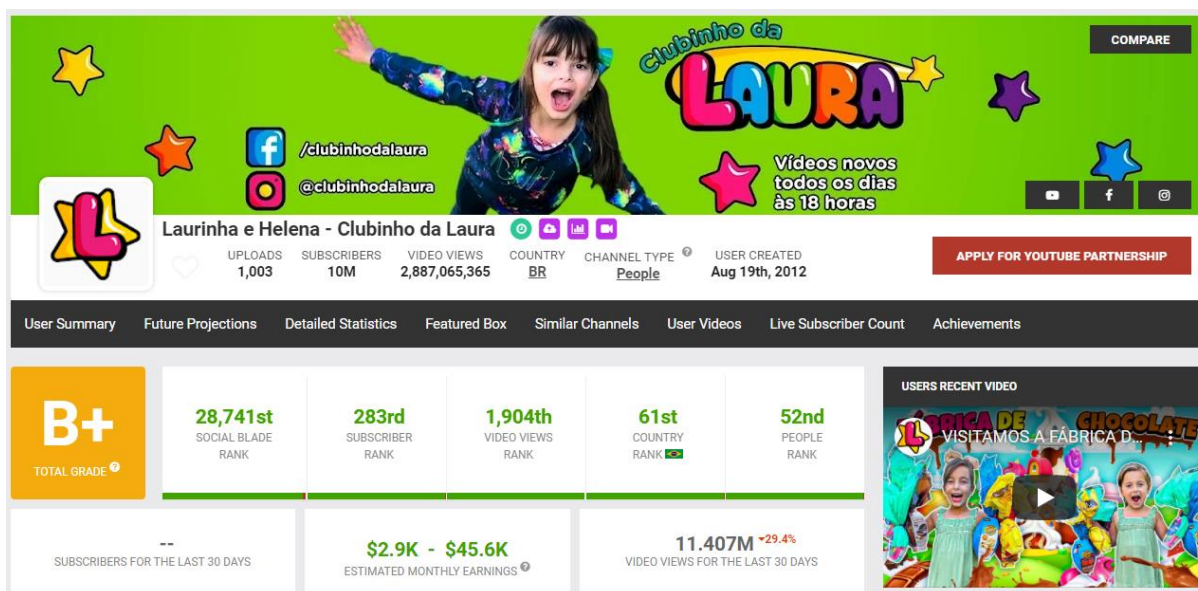 Clubinho da
LAURA
COMPARE
/clubinhodalaura
@clubinhodalaura
Vídeos novos
todos os dias
às 18 horas
L
Laurinha e Helena - Clubinho da Laura
UPLOADS SUBSCRIBERS VIDEO VIEWS COUNTRY CHANNEL TYPE ? USER CREATED
1,003 10M 2,887,065,365 BR People Aug 19th, 2012
APPLY FOR YOUTUBE PARTNERSHIP
User Summary Future Projections Detailed Statistics Featured Box Similar Channels User Videos Live Subscriber Count Achievements
B+
TOTAL GRADE ?
28,741st
SOCIAL BLADE
RANK
283rd
SUBSCRIBER
RANK
1,904th
VIDEO VIEWS
RANK
61st
COUNTRY
RANK
52nd
PEOPLE
RANK
USERS RECENT VIDEO
FÁBRICA DE CHOCOLATE
L VISITAMOS A FÁBRICA D...
--
SUBSCRIBERS FOR THE LAST 30 DAYS
$2.9K - $45.6K
ESTIMATED MONTHLY EARNINGS ?
11.407M -29.4%
VIDEO VIEWS FOR THE LAST 30 DAYS